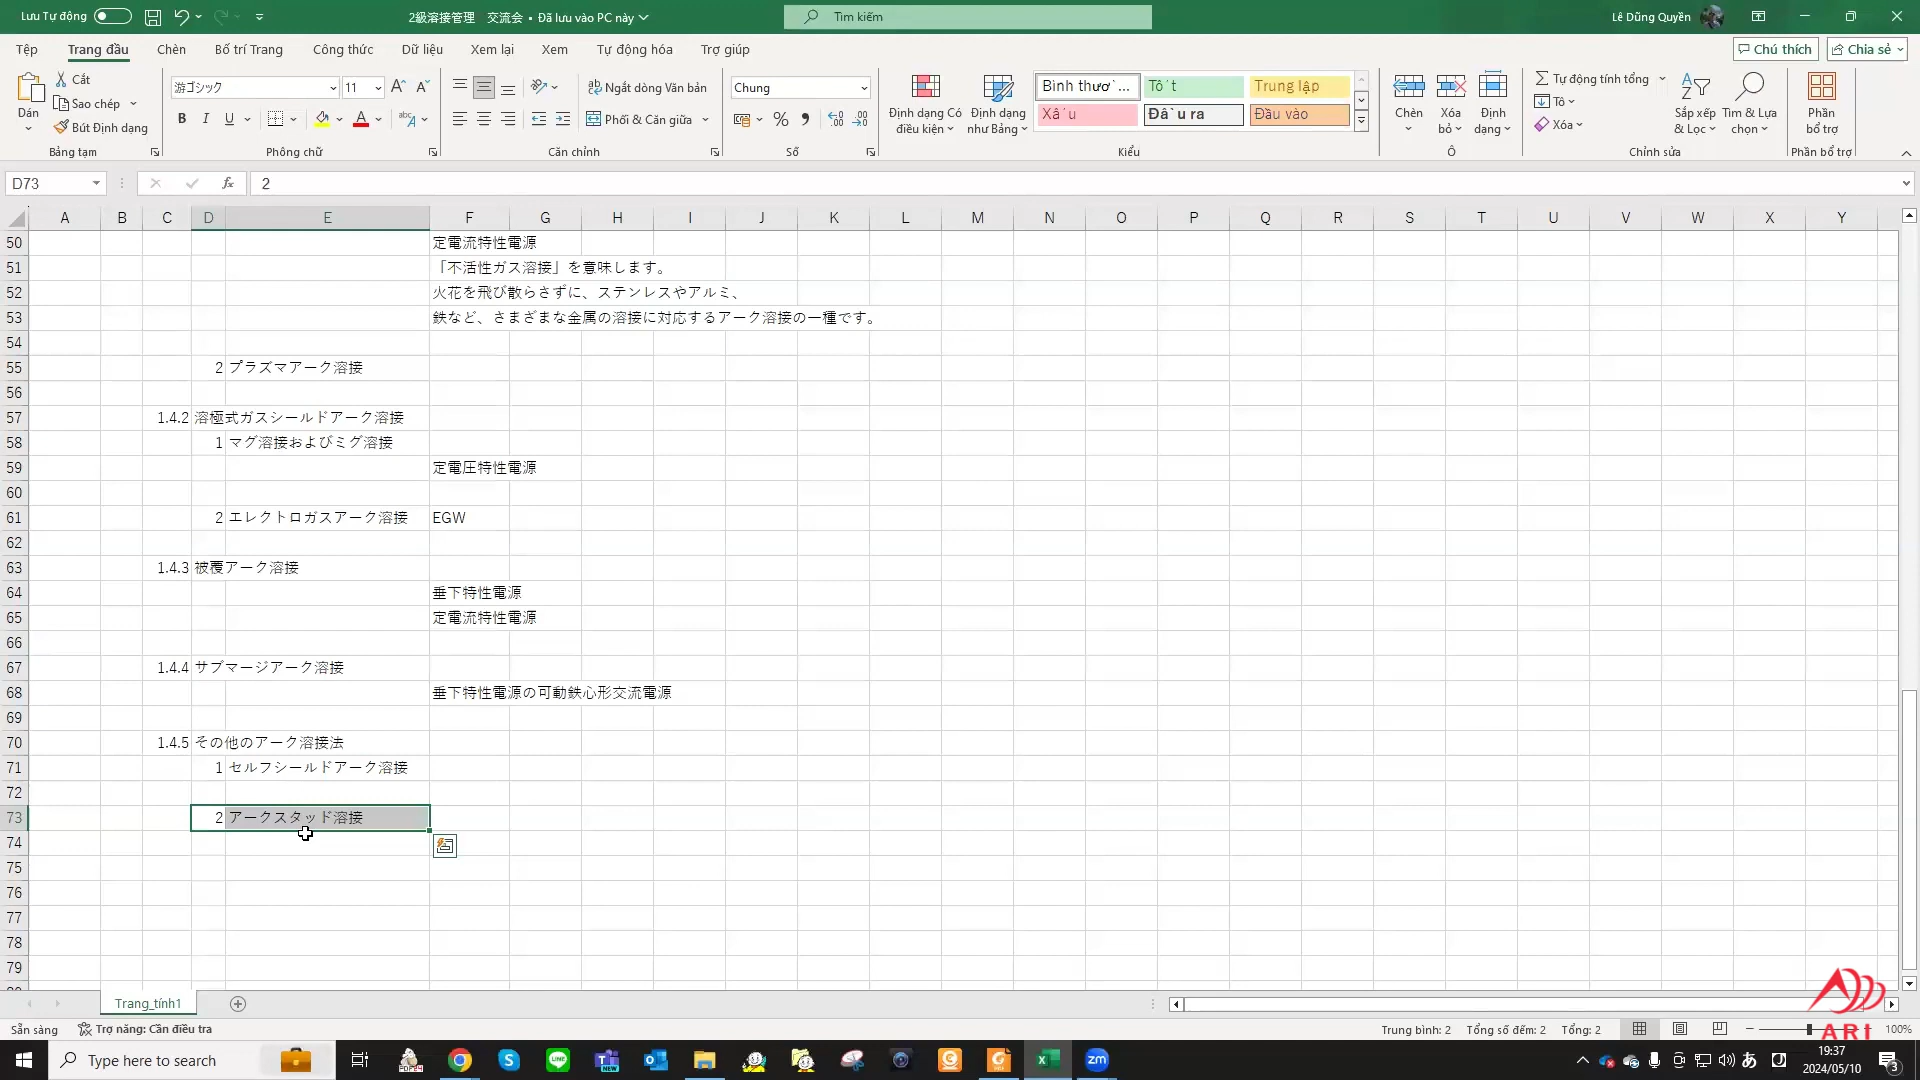 Lưu Tự động
2級溶接管理　交流会 • Đã lưu vào PC này
Tìm kiếm
Lê Dũng Quyền
Tệp
Trang đầu
Chèn
Bố trí Trang
Công thức
Dữ liệu
Xem lại
Xem
Tự động hóa
Trợ giúp
Chú thích
Chia sẻ
Dán
Cắt
Sao chép
Bút Định dạng
Bảng tạm
游ゴシック
11
B I U
Phông chữ
Ngắt dòng Văn bản
Phối & Căn giữa
Căn chỉnh
Chung
Số
Định dạng Có điều kiện
Định dạng như Bảng
Bình thươ ̀...
Tố t
Trung lập
Xấ u
Đầ u ra
Đầu vào
Kiểu
Chèn
Xóa bỏ
Định dạng
Ô
Tự động tính tổng
Tô
Xóa
Sắp xếp & Lọc
Tìm & Lựa chọn
Chỉnh sửa
Phần bổ trợ
Phần bổ trợ
D73
fx
2
A B C D E F G H I J K L M N O P Q R S T U V W X Y
50 定電流特性電源
51 「不活性ガス溶接」を意味します。
52 火花を飛び散らさずに、ステンレスやアルミ、
53 鉄など、さまざまな金属の溶接に対応するアーク溶接の一種です。
54
55 2 プラズマアーク溶接
56
57 1.4.2 溶極式ガスシールドアーク溶接
58 1 マグ溶接およびミグ溶接
59 定電圧特性電源
60
61 2 エレクトロガスアーク溶接 EGW
62
63 1.4.3 被覆アーク溶接
64 垂下特性電源
65 定電流特性電源
66
67 1.4.4 サブマージアーク溶接
68 垂下特性電源の可動鉄心形交流電源
69
70 1.4.5 その他のアーク溶接法
71 1 セルフシールドアーク溶接
72
73 2 アークスタッド溶接
74
75
76
77
78
79
Trang_tính1
Sẵn sàng
Trợ năng: Cần điều tra
Trung bình: 2
Tổng số đếm: 2
Tổng: 2
100%
ARI
Type here to search
あ
19:37
2024/05/10
3